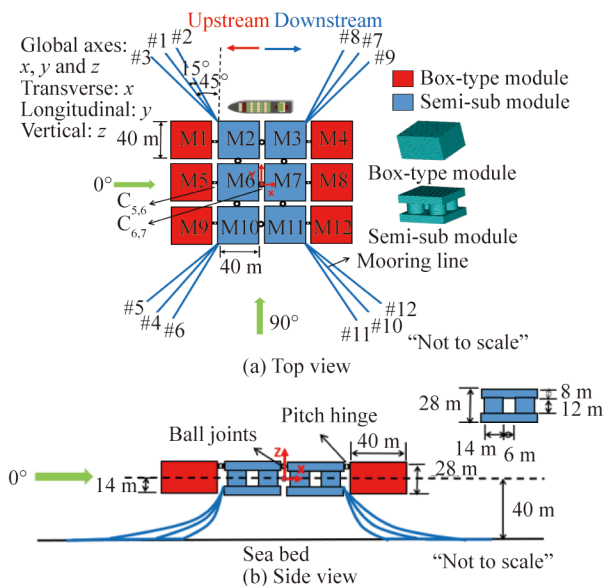 Upstream Downstream
Global axes:
x, y and z
Transverse: x
Longitudinal: y
Vertical: z
#1 #2
#3
#8
#7
#9
15°
45°
Box-type module
Semi-sub module
40 m
M1 M2 M3 M4
Box-type module
0°
M5 M6 M7 M8
x
C5,6
C6,7
Semi-sub module
M9 M10 M11 M12
Mooring line
40 m
#5
#4
#6
90°
#12
#10
#11
"Not to scale"
(a) Top view
28 m
8 m
12 m
14 m
6 m
Pitch hinge
Ball joints
40 m
z
x
0°
14 m
28 m
40 m
Sea bed
"Not to scale"
(b) Side view